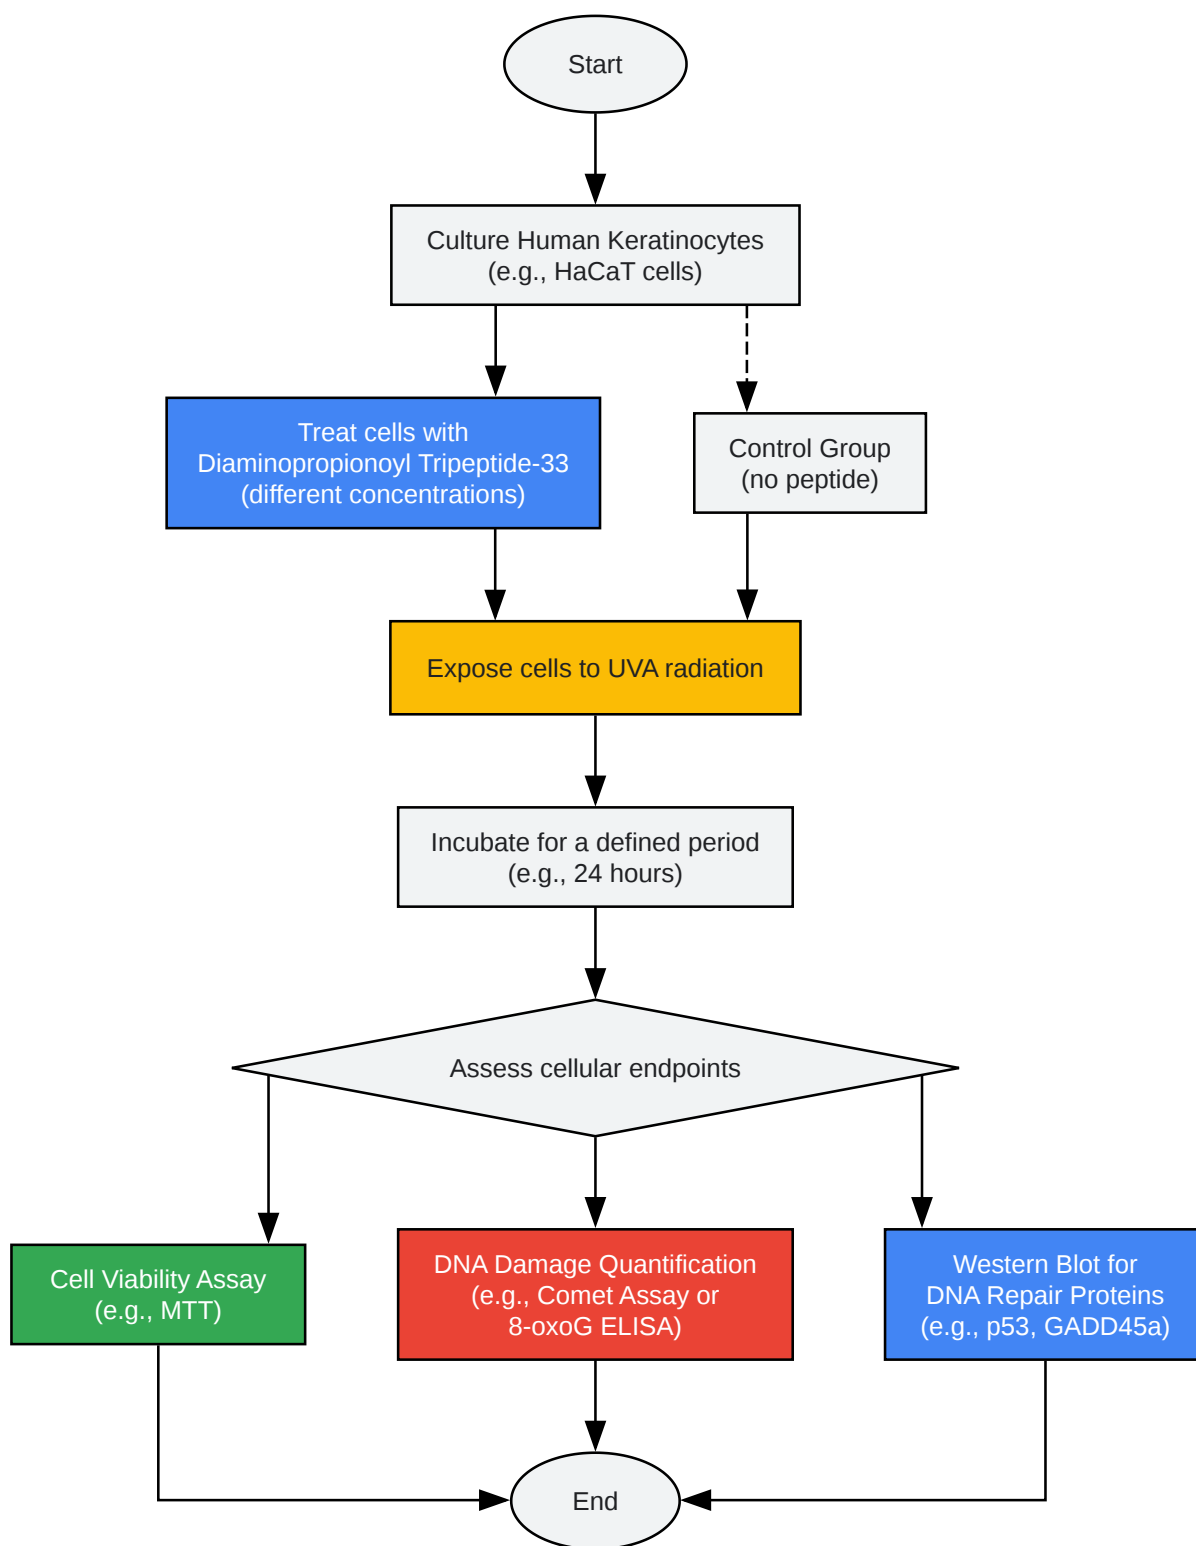 Start
Culture Human Keratinocytes
(e.g., HaCaT cells)
Treat cells with
Diaminopropionoyl Tripeptide-33
(different concentrations)
Control Group
(no peptide)
Expose cells to UVA radiation
Incubate for a defined period
(e.g., 24 hours)
Assess cellular endpoints
Cell Viability Assay
(e.g., MTT)
DNA Damage Quantification
(e.g., Comet Assay or
8-oxoG ELISA)
Western Blot for
DNA Repair Proteins
(e.g., p53, GADD45a)
End